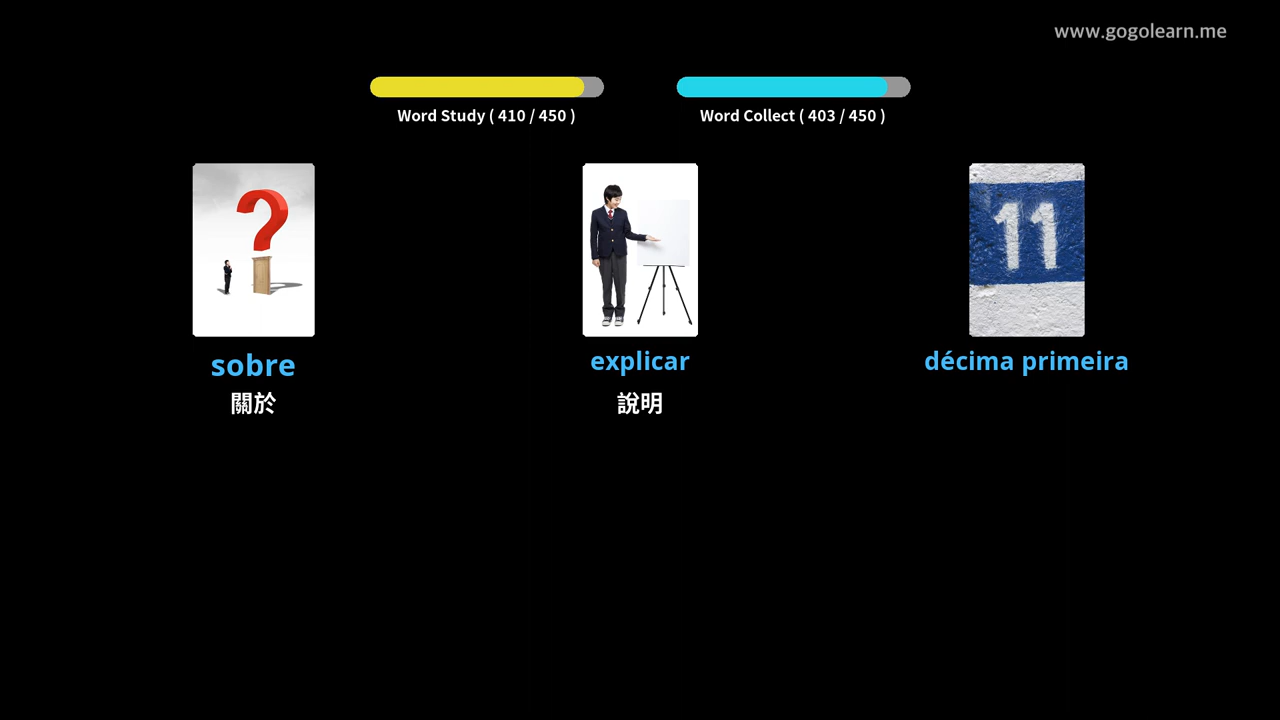 www.gogolearn.me
Word Study ( 410 / 450 )
Word Collect ( 403 / 450 )
11
sobre
explicar
décima primeira
關於
說明